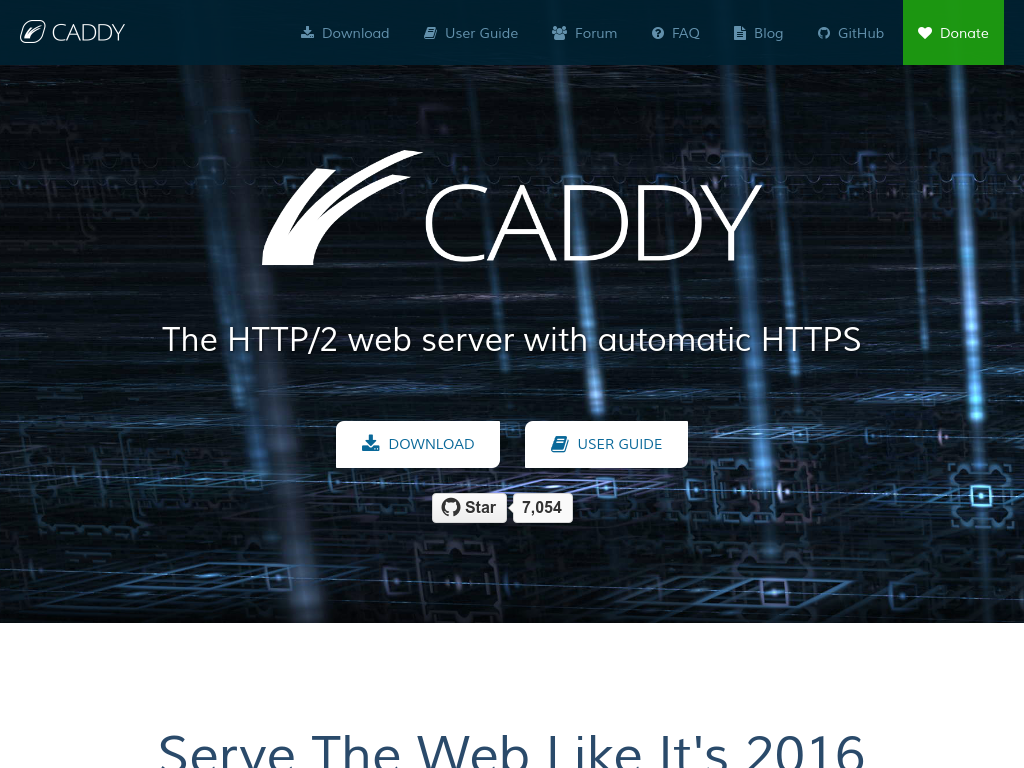 CADDY
Download
User Guide
Forum
FAQ
Blog
GitHub
Donate
CADDY
The HTTP/2 web server with automatic HTTPS
DOWNLOAD
USER GUIDE
Star
7,054
Serve The Web Like It's 2016